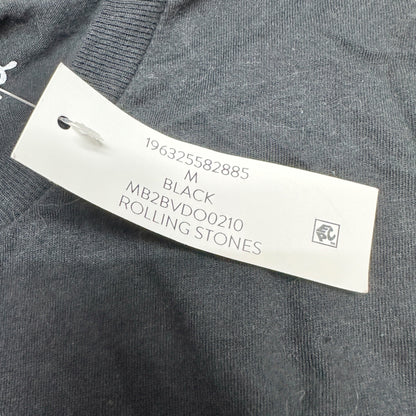 196325582885
M
BLACK
MB2BVDO0210
ROLLING STONES